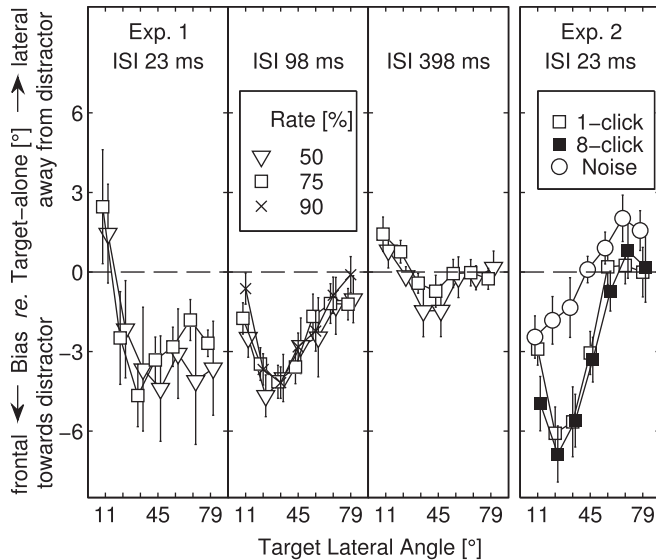 Exp. 1
ISI 23 ms
ISI 98 ms
ISI 398 ms
Exp. 2
ISI 23 ms
frontal ← Bias re. Target-alone [°] → lateral
towards distractor
away from distractor
6
3
0
-3
-6
Rate [%]
50
75
90
1-click
8-click
Noise
11 45 79 11 45 79 11 45 79 11 45 79
Target Lateral Angle [°]